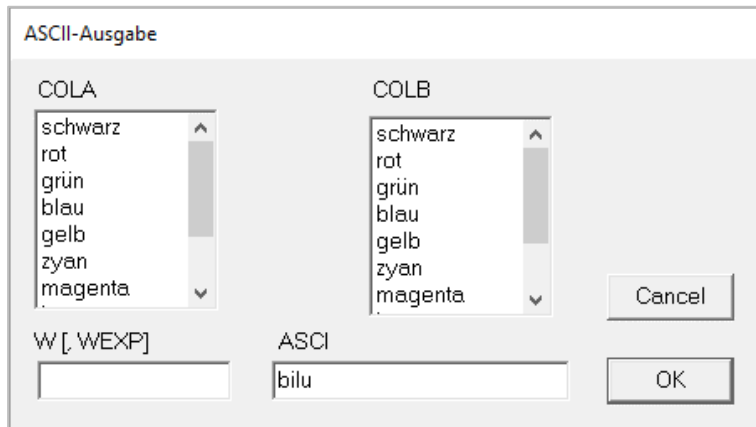 ASCII-Ausgabe
COLA
schwarz
rot
grün
blau
gelb
zyan
magenta
COLB
schwarz
rot
grün
blau
gelb
zyan
magenta
Cancel
W [, WEXP]
ASCI
bilu
OK